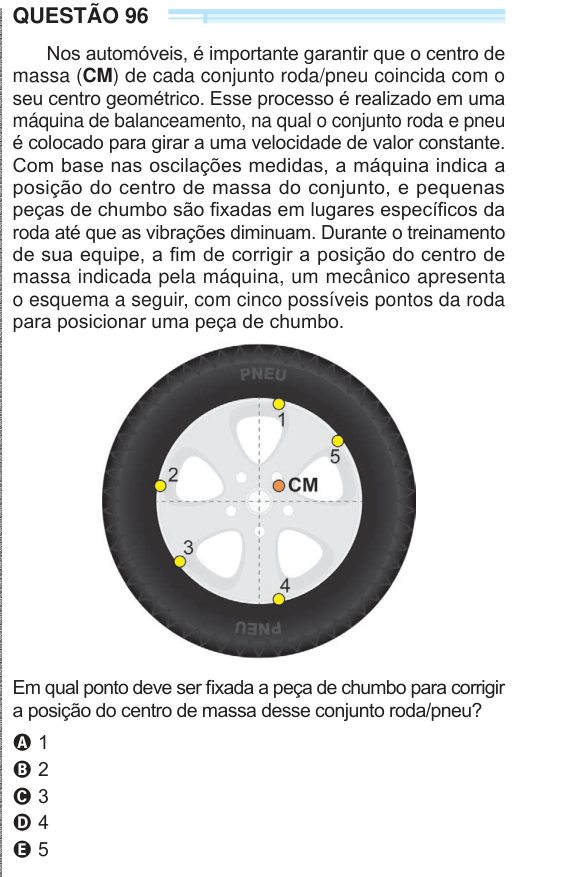 QUESTÃO 96
Nos automóveis, é importante garantir que o centro de
massa (CM) de cada conjunto roda/pneu coincida com o
seu centro geométrico. Esse processo é realizado em uma
máquina de balanceamento, na qual o conjunto roda e pneu
é colocado para girar a uma velocidade de valor constante.
Com base nas oscilações medidas, a máquina indica a
posição do centro de massa do conjunto, e pequenas
peças de chumbo são fixadas em lugares específicos da
roda até que as vibrações diminuam. Durante o treinamento
de sua equipe, a fim de corrigir a posição do centro de
massa indicada pela máquina, um mecânico apresenta
o esquema a seguir, com cinco possíveis pontos da roda
para posicionar uma peça de chumbo.
PNEU
1
5
2
CM
3
4
PNEU
Em qual ponto deve ser fixada a peça de chumbo para corrigir
a posição do centro de massa desse conjunto roda/pneu?
A 1
B 2
C 3
D 4
E 5